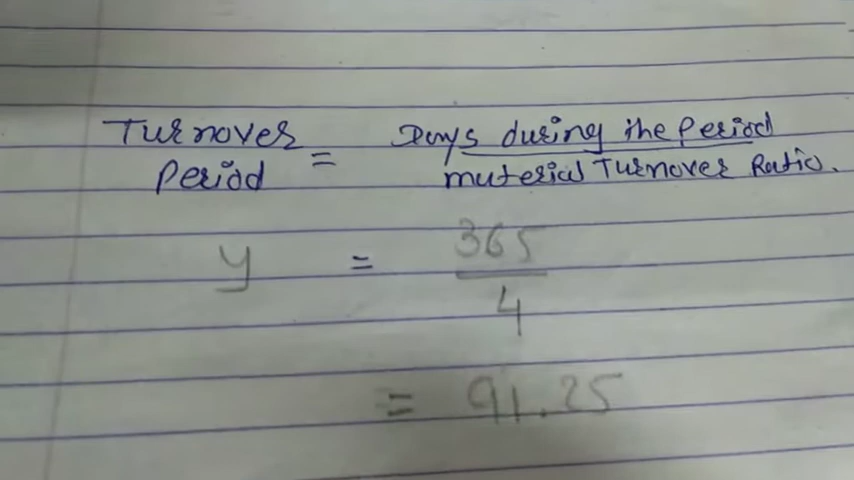 Turnover Period = Days during the Period / material Turnover Ratio.
y = 365 / 4
= 91.25